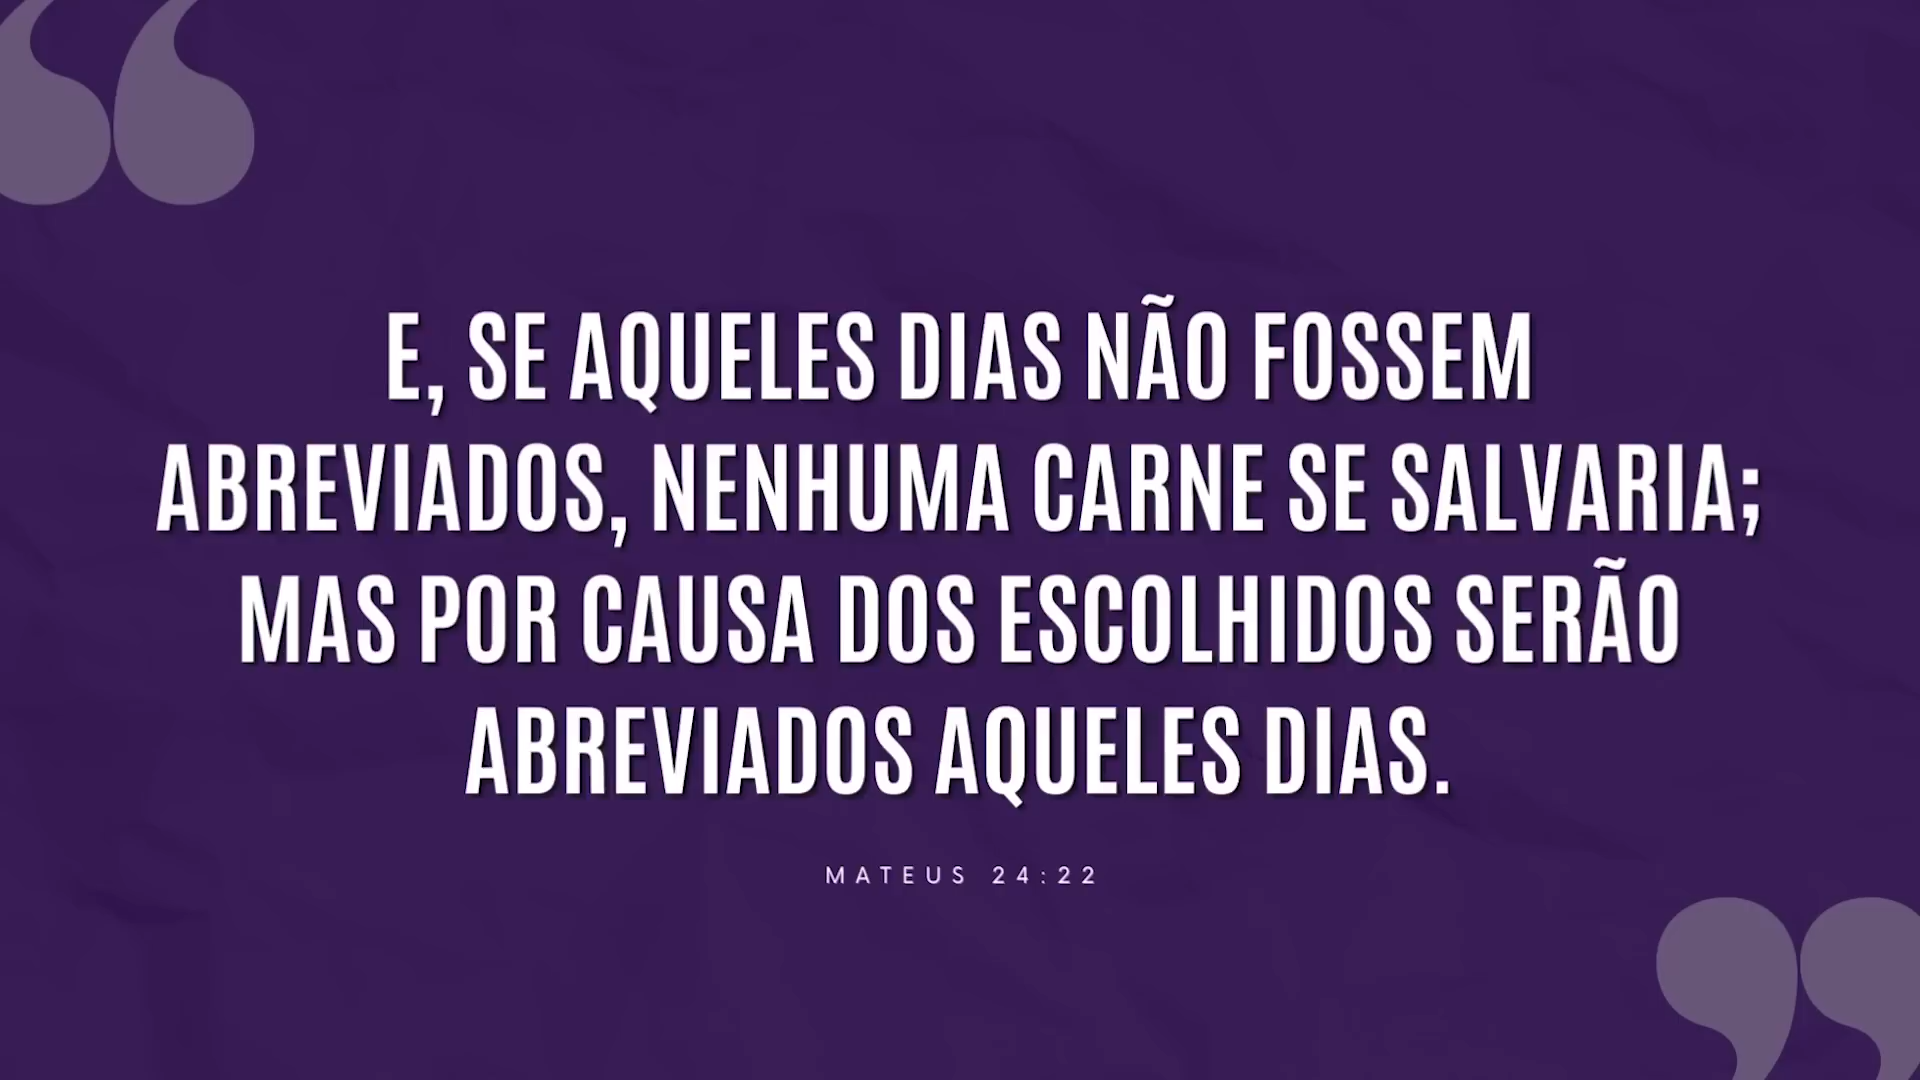 E, SE AQUELES DIAS NÃO FOSSEM
ABREVIADOS, NENHUMA CARNE SE SALVARIA;
MAS POR CAUSA DOS ESCOLHIDOS SERÃO
ABREVIADOS AQUELES DIAS.
MATEUS 24:22